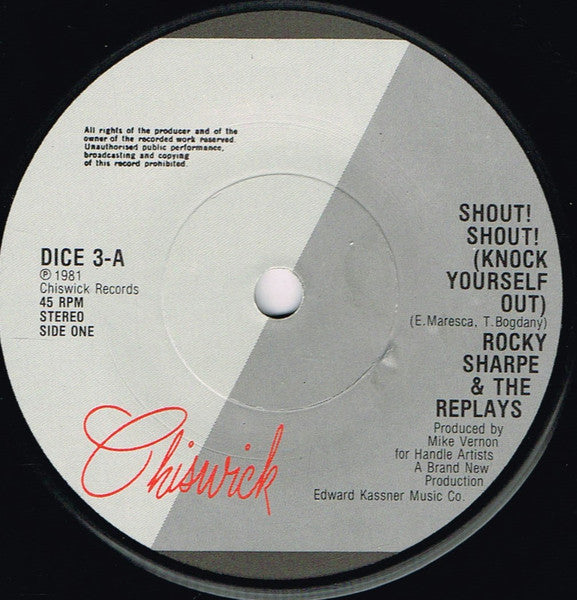 All rights of the producer and of the
owner of the recorded work reserved.
Unauthorised public performance,
broadcasting and copying
of this record prohibited.
DICE 3-A
℗ 1981
Chiswick Records
45 RPM
STEREO
SIDE ONE
SHOUT!
SHOUT!
(KNOCK
YOURSELF
OUT)
(E. Maresca, T. Bogdany)
ROCKY
SHARPE
& THE
REPLAYS
Produced by
Mike Vernon
for Handle Artists
A Brand New
Production
Edward Kassner Music Co.
Chiswick